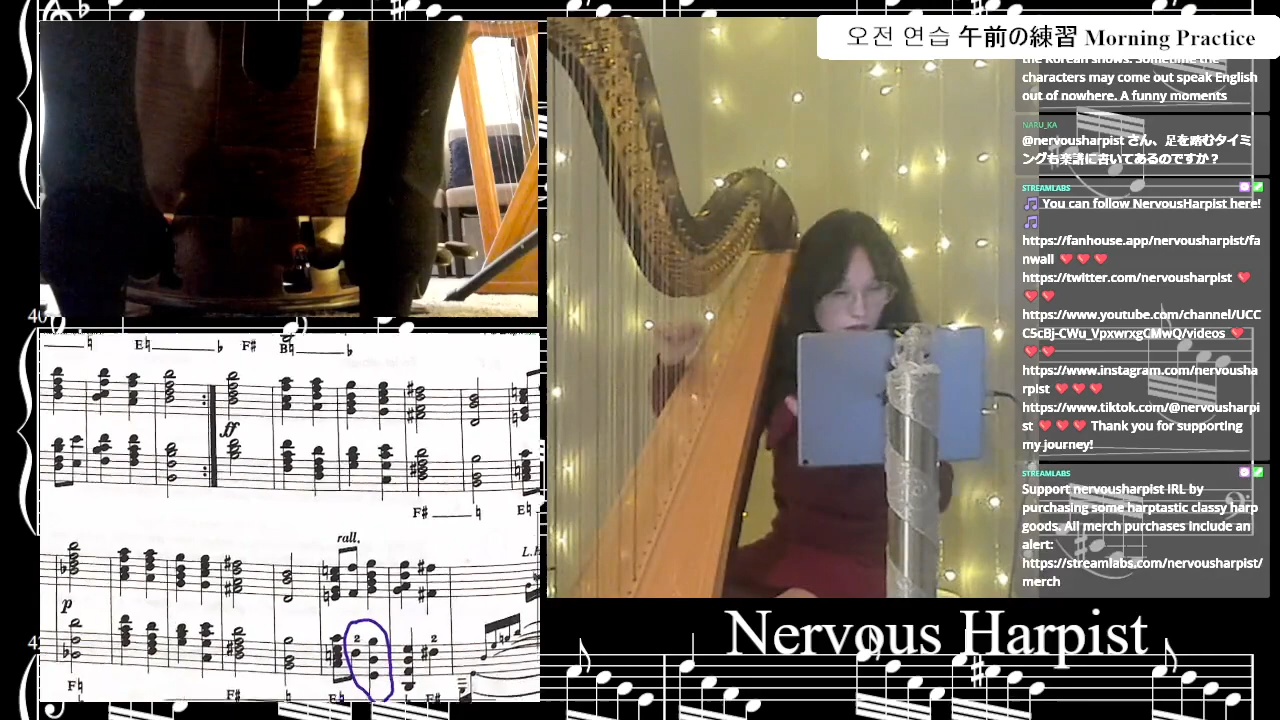 오전 연습 午前の練習 Morning Practice
the Korean shows. Sometime the
characters may come out speak English
out of nowhere. A funny moments
NARU_KA
@nervousharpist さん、足を踏むタイミ
ングも楽譜に書いてあるのですか？
STREAMLABS
🎵 You can follow NervousHarpist here!
🎵
https://fanhouse.app/nervousharpist/fa
nwall ❤️ ❤️ ❤️
https://twitter.com/nervousharpist ❤️
❤️ ❤️
https://www.youtube.com/channel/UCC
C5cBj-CWu_VpxwrxgCMwQ/videos ❤️
❤️ ❤️
https://www.instagram.com/nervousha
rpist ❤️ ❤️ ❤️
https://www.tiktok.com/@nervousharpi
st ❤️ ❤️ ❤️ Thank you for supporting
my journey!
STREAMLABS
Support nervousharpist IRL by
purchasing some harptastic classy harp
goods. All merch purchases include an
alert:
https://streamlabs.com/nervousharpist/
merch
40
E♮ ♭ F# B♮ ♭
ff
F# ♮ E♮
rall.
p
2 2
F♮ F# ♮ E♮ ♭ F#
Nervous Harpist